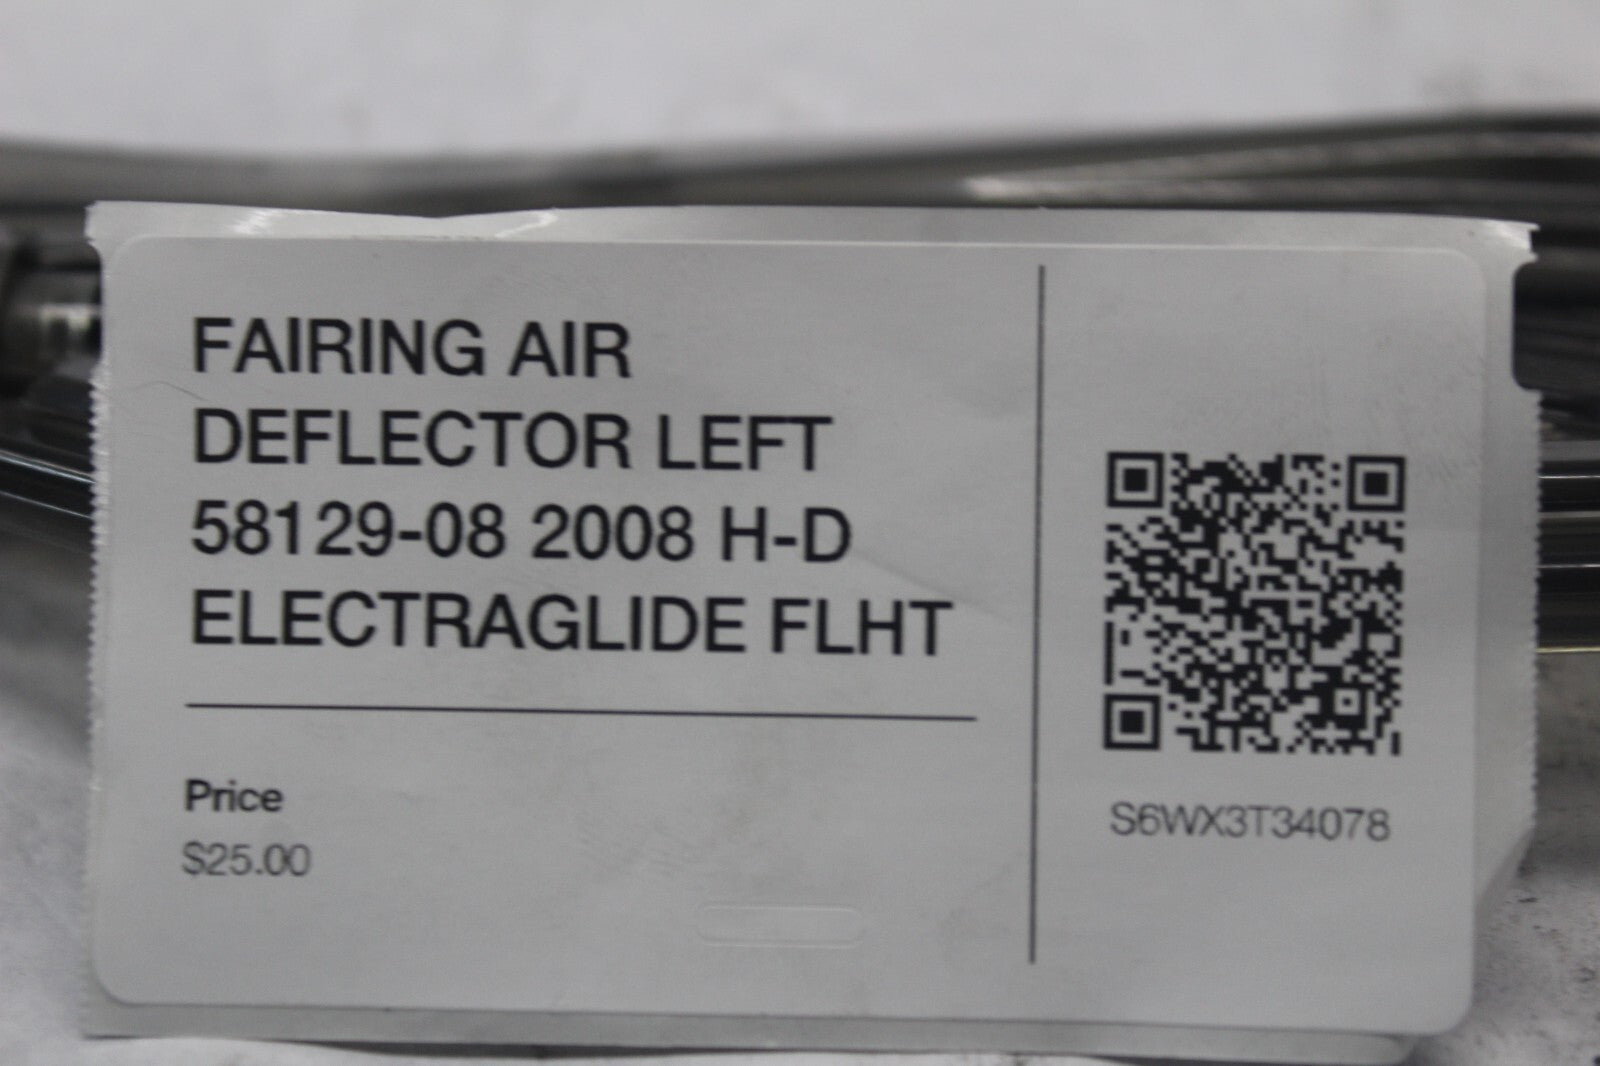 FAIRING AIR
DEFLECTOR LEFT
58129-08 2008 H-D
ELECTRAGLIDE FLHT
Price
$25.00
S6WX3T34078